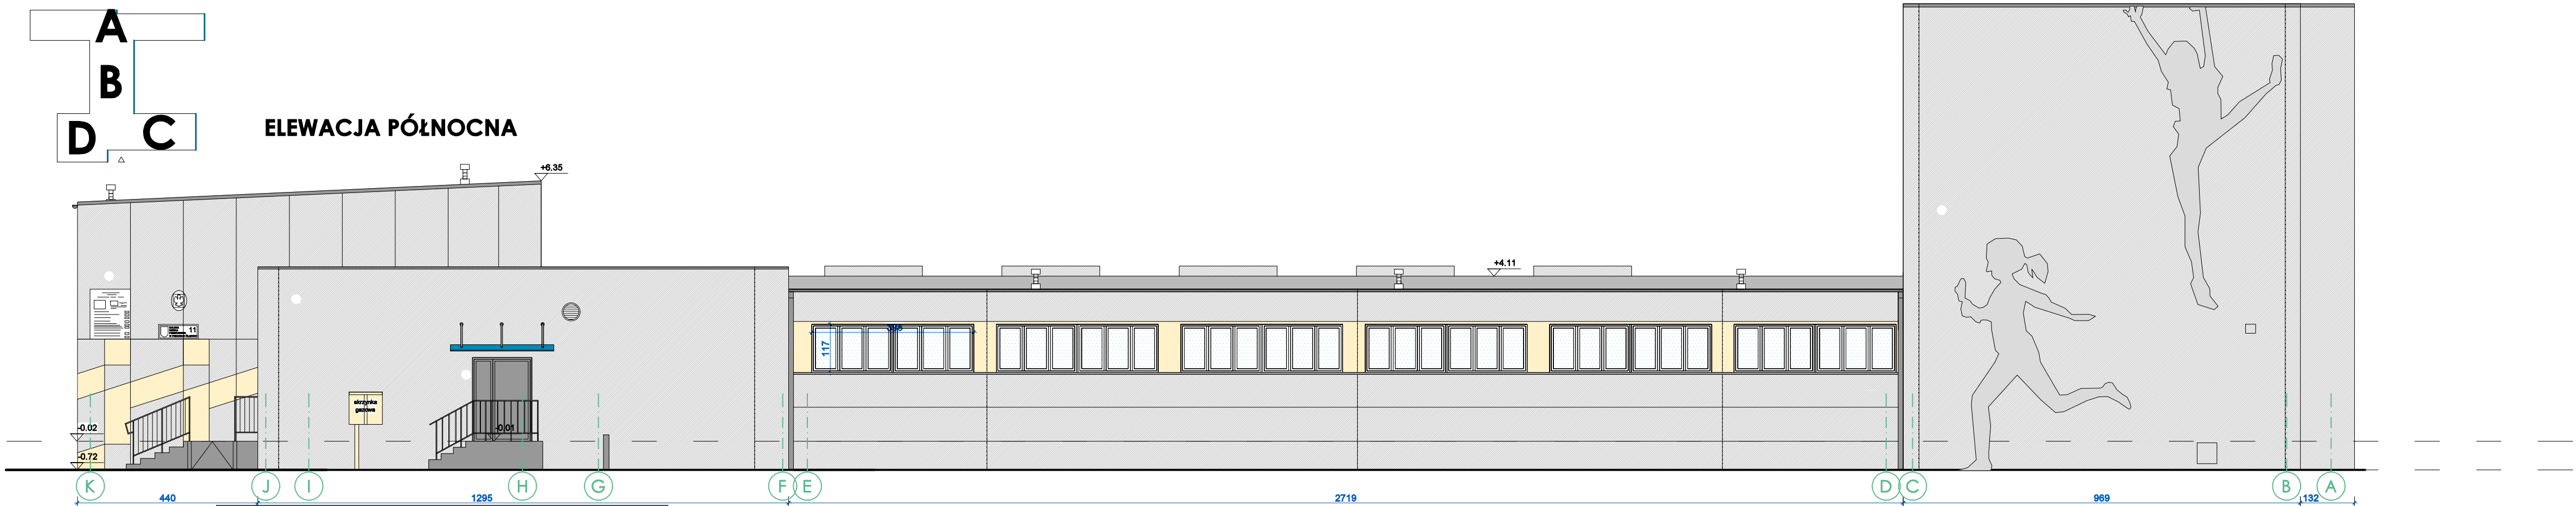 A
B
D
C
ELEWACJA PÓŁNOCNA
+6.35
+4.11
11
117
skrzynka
gazowa
-0.02
-0.01
-0.72
K
J
I
H
G
F
E
D
C
B
A
440
1295
2719
969
132